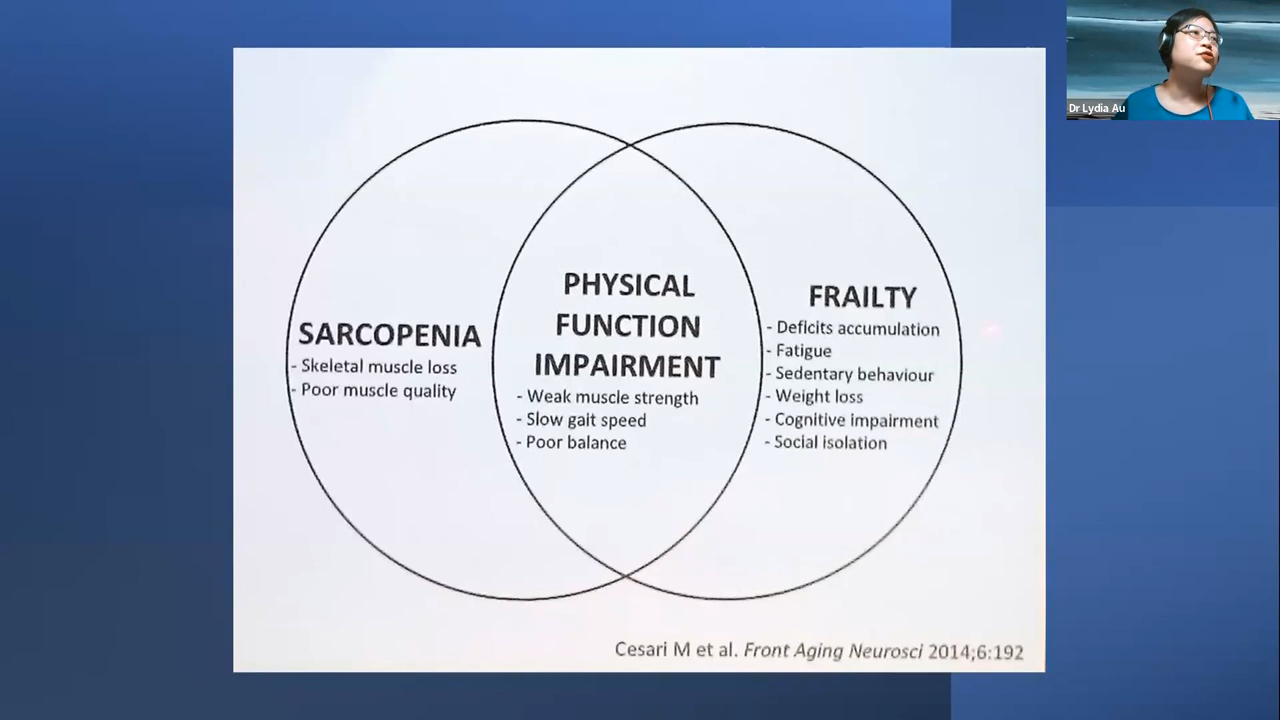 Dr Lydia Au
SARCOPENIA
- Skeletal muscle loss
- Poor muscle quality
PHYSICAL
FUNCTION
IMPAIRMENT
- Weak muscle strength
- Slow gait speed
- Poor balance
FRAILTY
- Deficits accumulation
- Fatigue
- Sedentary behaviour
- Weight loss
- Cognitive impairment
- Social isolation
Cesari M et al. Front Aging Neurosci 2014;6:192